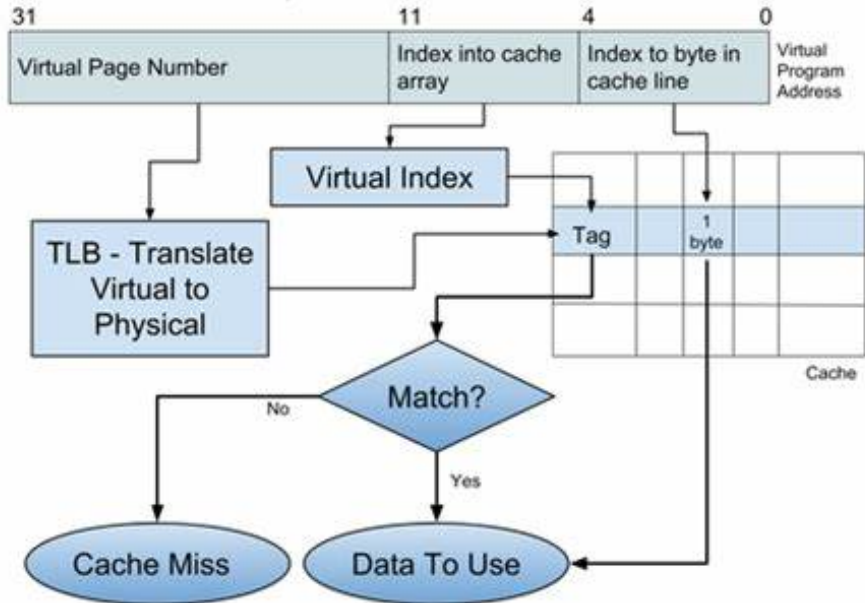 31
11
4
0
Virtual Page Number
Index into cache
array
Index to byte in
cache line
Virtual
Program
Address
Virtual Index
TLB - Translate
Virtual to
Physical
Tag
1
byte
Cache
Match?
No
Yes
Cache Miss
Data To Use